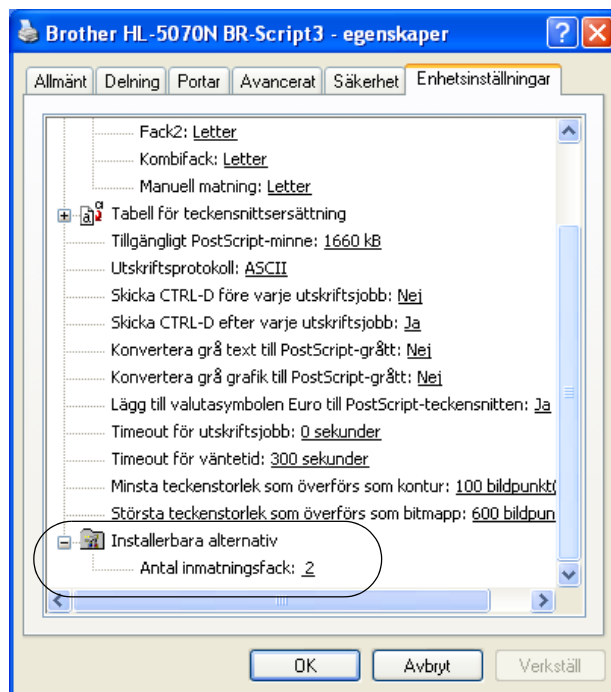 Brother HL-5070N BR-Script3 - egenskaper
Allmänt Delning Portar Avancerat Säkerhet Enhetsinställningar
Fack2: Letter
Kombifack: Letter
Manuell matning: Letter
Tabell för teckensnittsersättning
Tillgängligt PostScript-minne: 1660 kB
Utskriftsprotokoll: ASCII
Skicka CTRL-D före varje utskriftsjobb: Nej
Skicka CTRL-D efter varje utskriftsjobb: Ja
Konvertera grå text till PostScript-grått: Nej
Konvertera grå grafik till PostScript-grått: Nej
Lägg till valutasymbolen Euro till PostScript-teckensnitten: Ja
Timeout för utskriftsjobb: 0 sekunder
Timeout för väntetid: 300 sekunder
Minsta teckenstorlek som överförs som kontur: 100 bildpunkt(
Största teckenstorlek som överförs som bitmapp: 600 bildpun
Installerbara alternativ
Antal inmatningsfack: 2
OK Avbryt Verkställ